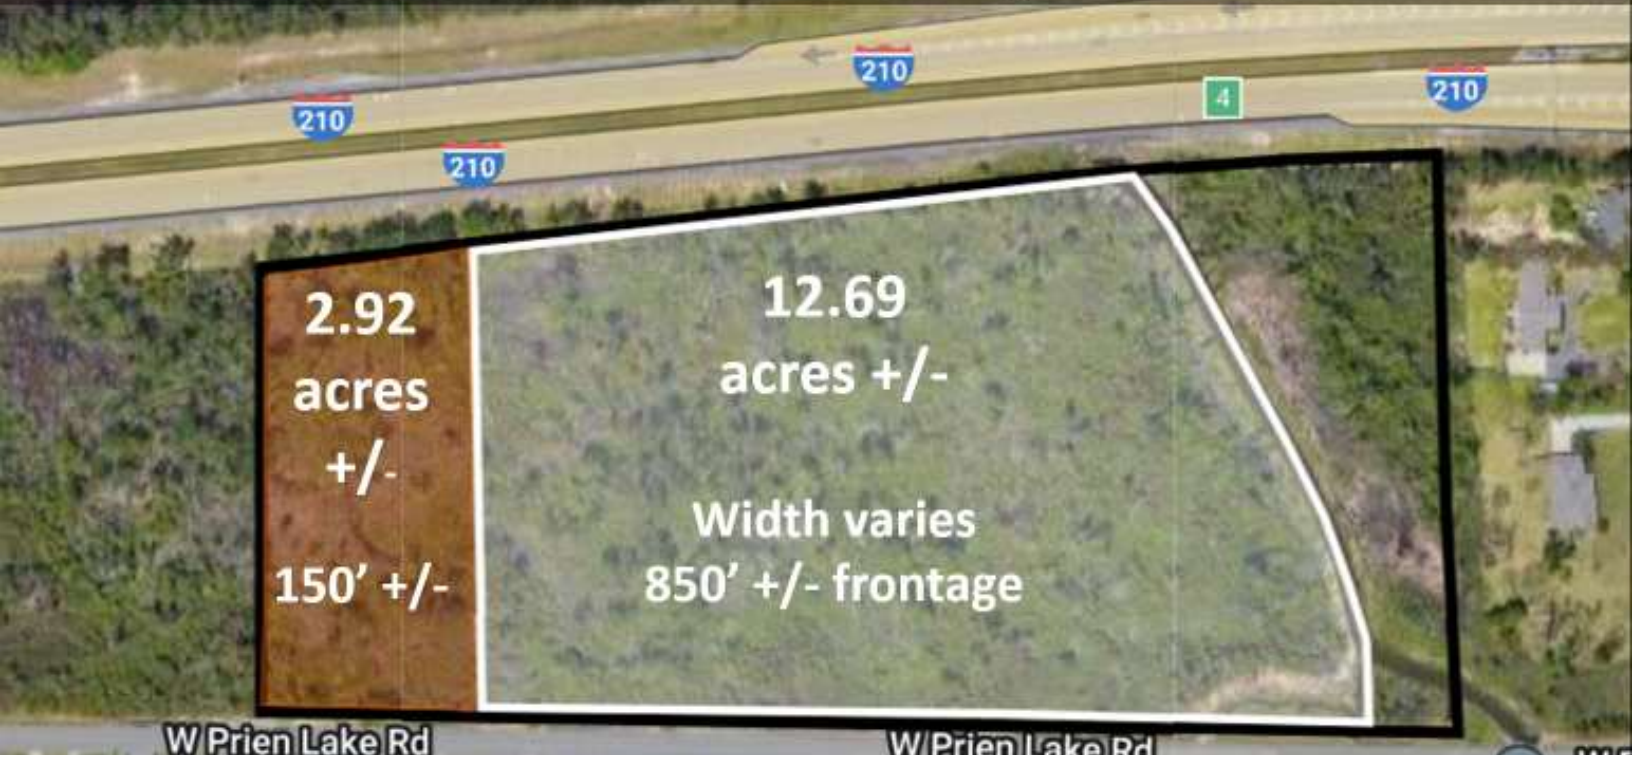 210
4
210
210
210
2.92
acres
+/-
150’ +/-
12.69
acres +/-
Width varies
850’ +/- frontage
W Prien Lake Rd
W Prien Lake Rd